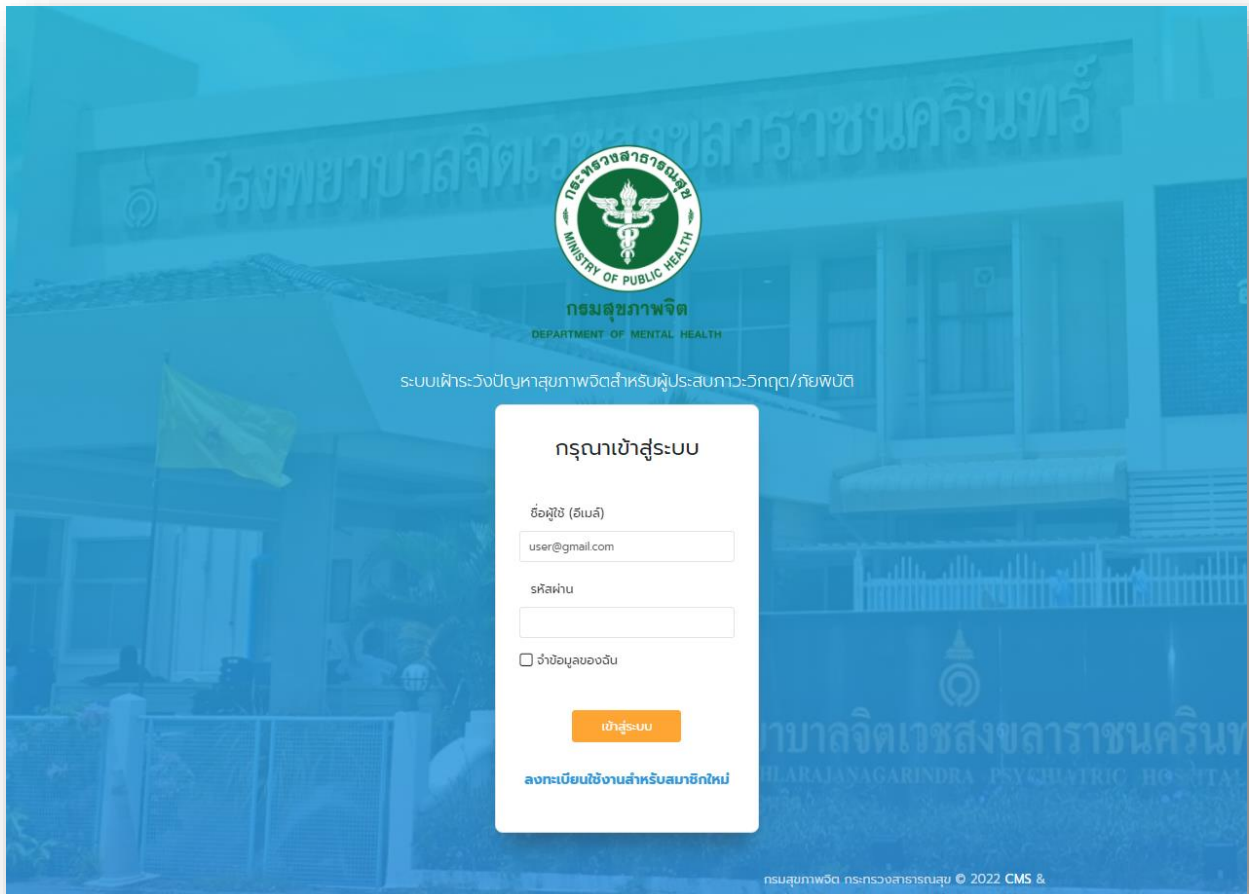 โรงพยาบาลจิตเวชสงขลาราชนครินทร์
กระทรวงสาธารณสุข
MINISTRY OF PUBLIC HEALTH
กรมสุขภาพจิต
DEPARTMENT OF MENTAL HEALTH
ระบบเฝ้าระวังปัญหาสุขภาพจิตสำหรับผู้ประสบภาวะวิกฤต/ภัยพิบัติ
กรุณาเข้าสู่ระบบ
ชื่อผู้ใช้ (อีเมล์)
user@gmail.com
รหัสผ่าน
จำข้อมูลของฉัน
เข้าสู่ระบบ
ลงทะเบียนใช้งานสำหรับสมาชิกใหม่
ยาบาลจิตเวชสงขลาราชนครินท
HLARAJANAGARINDRA PSYCHIATRIC HOSPITAL
กรมสุขภาพจิต กระทรวงสาธารณสุข © 2022 CMS &